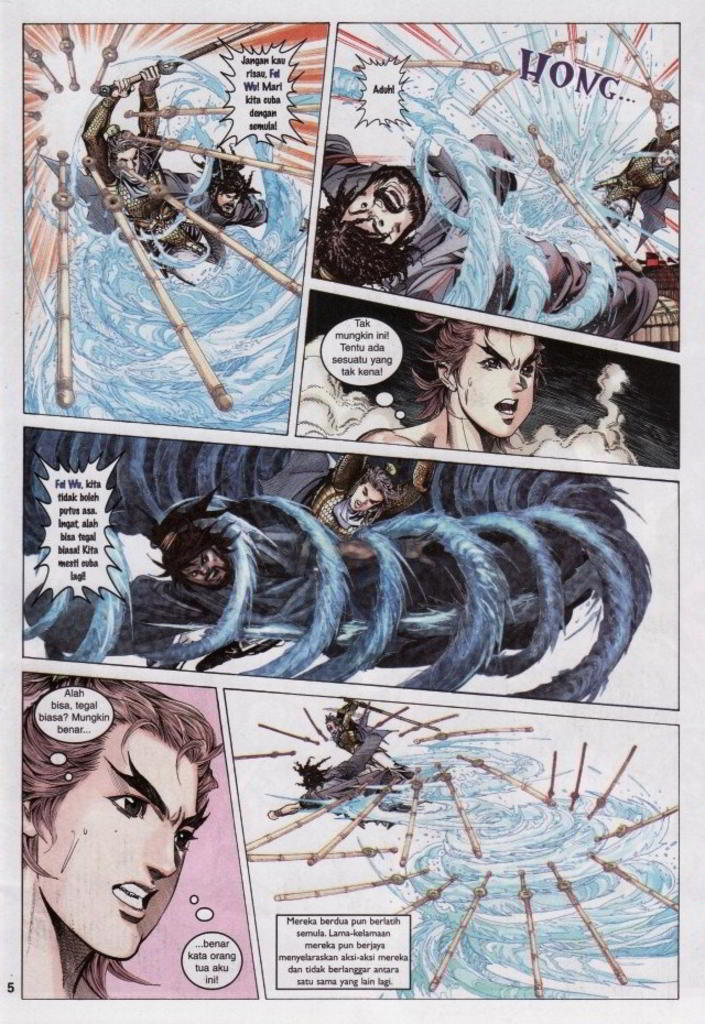 Jangan kau
risau, Fei
Wu! Mari
kita cuba
dengan
semula!
Aduh!
HONG...
Tak
mungkin ini!
Tentu ada
sesuatu yang
tak kena!
Fei Wu, kita
tidak boleh
putus asa.
Ingat, alah
bisa tegal
biasa! Kita
mesti cuba
lagi!
Alah
bisa, tegal
biasa? Mungkin
benar...
...benar
kata orang
tua aku
ini!
Mereka berdua pun berlatih
semula. Lama-kelamaan
mereka pun berjaya
menyelaraskan aksi-aksi mereka
dan tidak berlanggar antara
satu sama yang lain lagi.
5